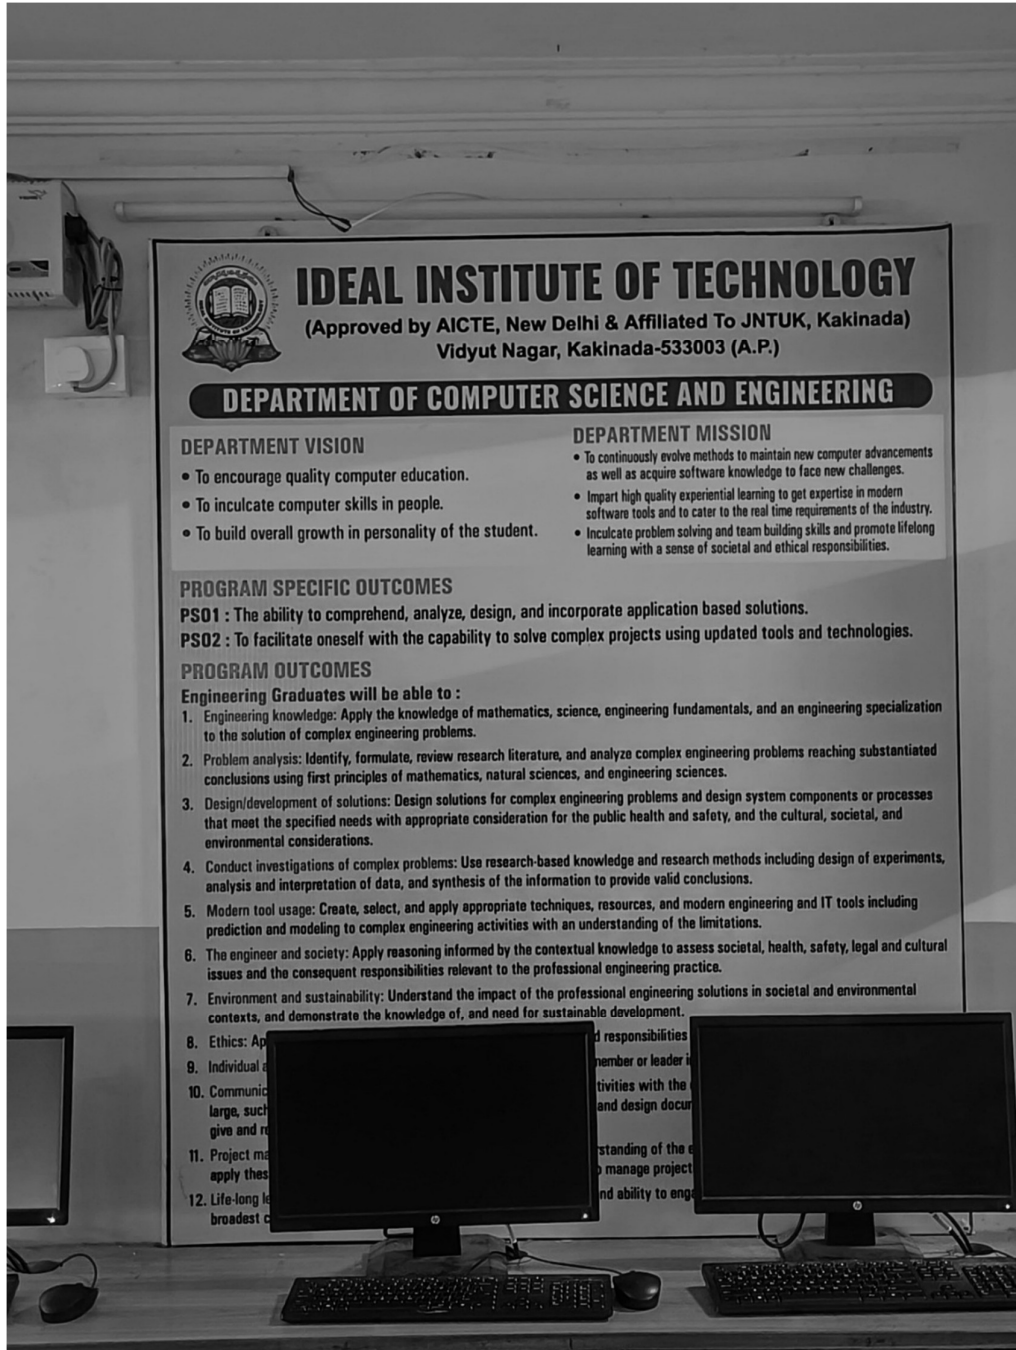 IDEAL INSTITUTE OF TECHNOLOGY
(Approved by AICTE, New Delhi & Affiliated To JNTUK, Kakinada)
Vidyut Nagar, Kakinada-533003 (A.P.)
DEPARTMENT OF COMPUTER SCIENCE AND ENGINEERING
DEPARTMENT VISION
• To encourage quality computer education.
• To inculcate computer skills in people.
• To build overall growth in personality of the student.
DEPARTMENT MISSION
• To continuously evolve methods to maintain new computer advancements
as well as acquire software knowledge to face new challenges.
• Impart high quality experiential learning to get expertise in modern
software tools and to cater to the real time requirements of the industry.
• Inculcate problem solving and team building skills and promote lifelong
learning with a sense of societal and ethical responsibilities.
PROGRAM SPECIFIC OUTCOMES
PSO1 : The ability to comprehend, analyze, design, and incorporate application based solutions.
PSO2 : To facilitate oneself with the capability to solve complex projects using updated tools and technologies.
PROGRAM OUTCOMES
Engineering Graduates will be able to :
1. Engineering knowledge: Apply the knowledge of mathematics, science, engineering fundamentals, and an engineering specialization
to the solution of complex engineering problems.
2. Problem analysis: Identify, formulate, review research literature, and analyze complex engineering problems reaching substantiated
conclusions using first principles of mathematics, natural sciences, and engineering sciences.
3. Design/development of solutions: Design solutions for complex engineering problems and design system components or processes
that meet the specified needs with appropriate consideration for the public health and safety, and the cultural, societal, and
environmental considerations.
4. Conduct investigations of complex problems: Use research-based knowledge and research methods including design of experiments,
analysis and interpretation of data, and synthesis of the information to provide valid conclusions.
5. Modern tool usage: Create, select, and apply appropriate techniques, resources, and modern engineering and IT tools including
prediction and modeling to complex engineering activities with an understanding of the limitations.
6. The engineer and society: Apply reasoning informed by the contextual knowledge to assess societal, health, safety, legal and cultural
issues and the consequent responsibilities relevant to the professional engineering practice.
7. Environment and sustainability: Understand the impact of the professional engineering solutions in societal and environmental
contexts, and demonstrate the knowledge of, and need for sustainable development.
8. Ethics: responsibilities
9. Individual member or leader
10. with the
large, such and design
give and
11. Project of the
apply manage project
12. Life-long and ability to
broadest
hp
hp